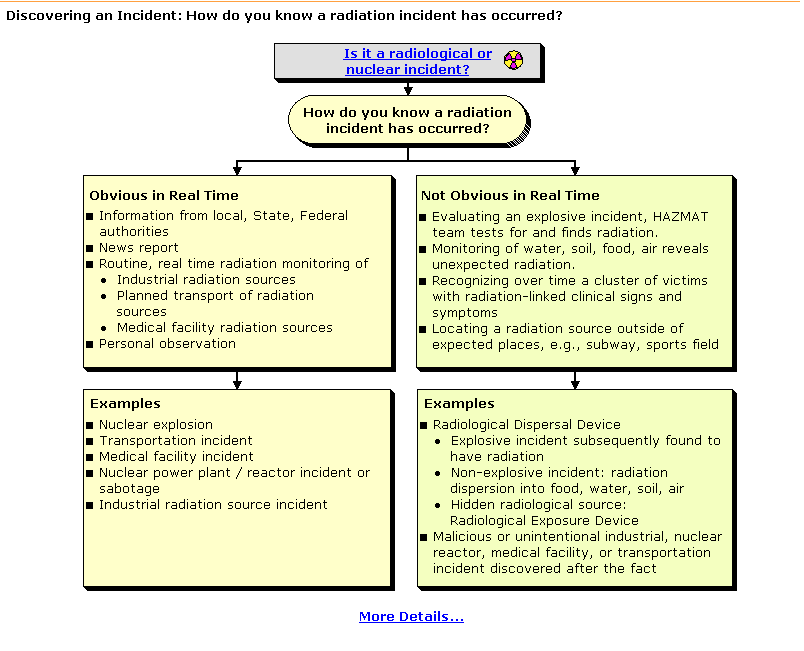 Discovering an Incident: How do you know a radiation incident has occurred?
Is it a radiological or
nuclear incident?
How do you know a radiation
incident has occurred?
Obvious in Real Time
■ Information from local, State, Federal
authorities
■ News report
■ Routine, real time radiation monitoring of
• Industrial radiation sources
• Planned transport of radiation
sources
• Medical facility radiation sources
■ Personal observation
Not Obvious in Real Time
■ Evaluating an explosive incident, HAZMAT
team tests for and finds radiation.
■ Monitoring of water, soil, food, air reveals
unexpected radiation.
■ Recognizing over time a cluster of victims
with radiation-linked clinical signs and
symptoms
■ Locating a radiation source outside of
expected places, e.g., subway, sports field
Examples
■ Nuclear explosion
■ Transportation incident
■ Medical facility incident
■ Nuclear power plant / reactor incident or
sabotage
■ Industrial radiation source incident
Examples
■ Radiological Dispersal Device
• Explosive incident subsequently found to
have radiation
• Non-explosive incident: radiation
dispersion into food, water, soil, air
• Hidden radiological source:
Radiological Exposure Device
■ Malicious or unintentional industrial, nuclear
reactor, medical facility, or transportation
incident discovered after the fact
More Details...